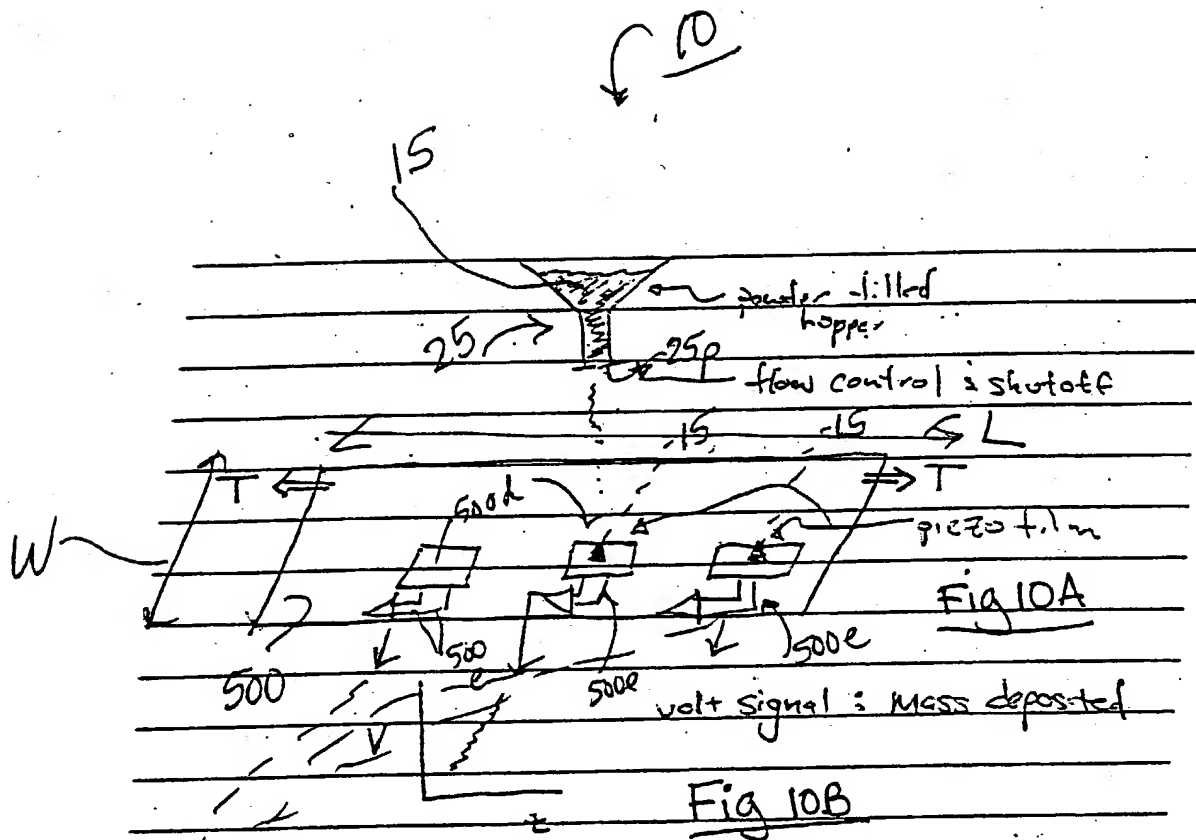 10
15
powder-filled
hopper
25
25p
flow control : shutoff
L
15 15
T T
500d
piezo film
W
Fig 10A
500 500e 500e
500
volt signal : mass deposited
V
t
Fig 10B